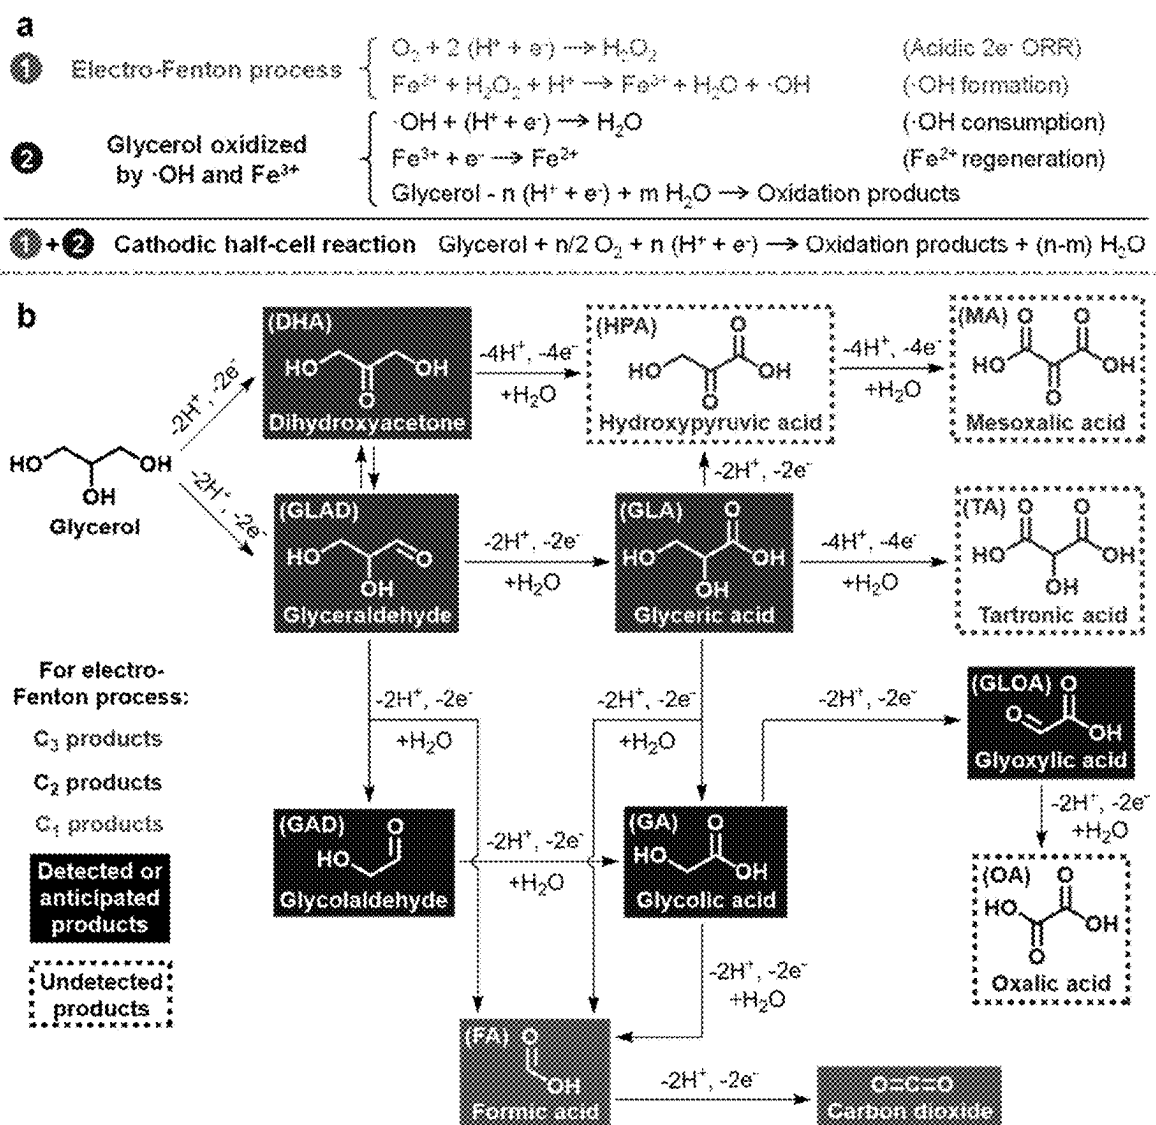 a
1 Electro-Fenton process O₂ + 2 (H⁺ + e⁻) → H₂O₂ (Acidic 2e⁻ ORR)
Fe²⁺ + H₂O₂ + H⁺ → Fe³⁺ + H₂O + ·OH (·OH formation)
2 Glycerol oxidized by ·OH and Fe³⁺ ·OH + (H⁺ + e⁻) → H₂O (·OH consumption)
Fe³⁺ + e⁻ → Fe²⁺ (Fe²⁺ regeneration)
Glycerol - n (H⁺ + e⁻) + m H₂O → Oxidation products
1 + 2 Cathodic half-cell reaction Glycerol + n/2 O₂ + n (H⁺ + e⁻) → Oxidation products + (n-m) H₂O
b
HO OH
OH
Glycerol
-2H⁺, -2e⁻
-2H⁺, -2e⁻
(DHA)
HO OH
O
Dihydroxyacetone
-4H⁺, -4e⁻
+H₂O
(HPA)
O
HO OH
O
Hydroxypyruvic acid
-4H⁺, -4e⁻
+H₂O
(MA)
O O
HO OH
O
Mesoxalic acid
-2H⁺, -2e⁻
(GLAD)
HO O
OH
Glyceraldehyde
-2H⁺, -2e⁻
+H₂O
(GLA)
O
HO OH
OH
Glyceric acid
-4H⁺, -4e⁻
+H₂O
(TA)
O O
HO OH
OH
Tartronic acid
For electro-
Fenton process:
C₃ products
C₂ products
C₁ products
Detected or
anticipated
products
Undetected
products
-2H⁺, -2e⁻
+H₂O
-2H⁺, -2e⁻
+H₂O
-2H⁺, -2e⁻
(GLOA)
O
O
OH
Glyoxylic acid
(GAD)
O
HO
Glycolaldehyde
-2H⁺, -2e⁻
+H₂O
(GA)
O
HO
OH
Glycolic acid
-2H⁺, -2e⁻
+H₂O
(OA)
O
HO
OH
O
Oxalic acid
-2H⁺, -2e⁻
+H₂O
(FA)
O
OH
Formic acid
-2H⁺, -2e⁻
O=C=O
Carbon dioxide